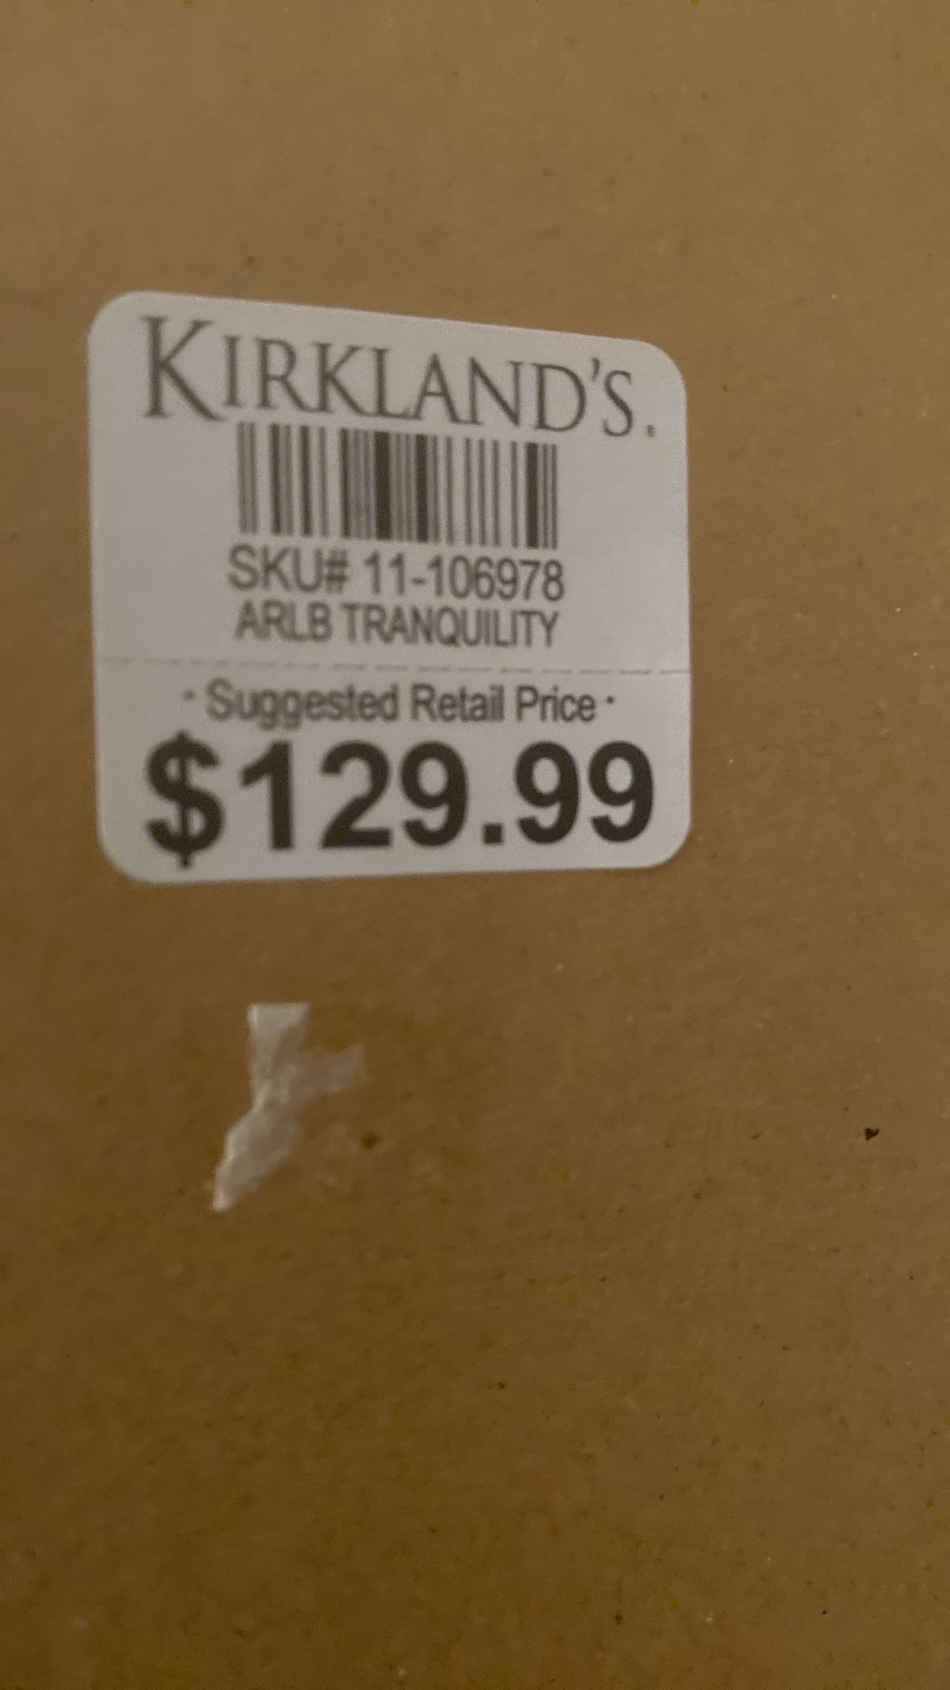 KIRKLAND'S.
SKU# 11-106978
ARLB TRANQUILITY
· Suggested Retail Price ·
$129.99